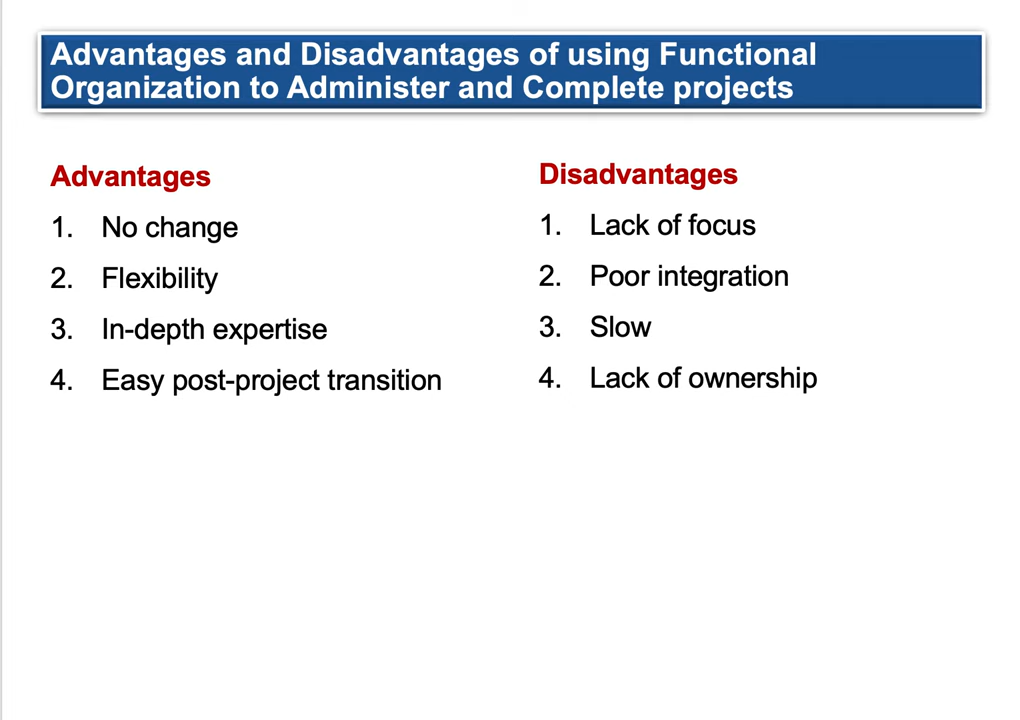 Advantages and Disadvantages of using Functional
Organization to Administer and Complete projects
Advantages
1. No change
2. Flexibility
3. In-depth expertise
4. Easy post-project transition
Disadvantages
1. Lack of focus
2. Poor integration
3. Slow
4. Lack of ownership